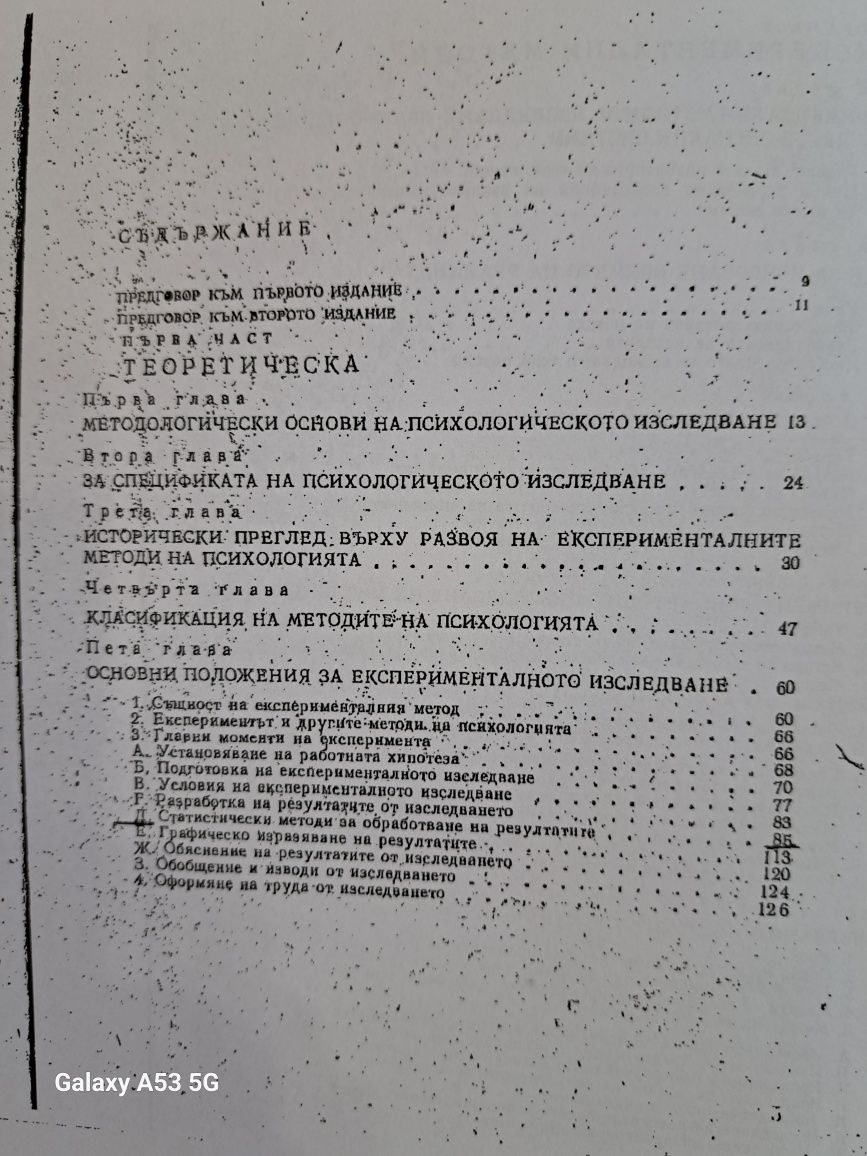 СЪДЪРЖАНИЕ
ПРЕДГОВОР КЪМ ПЪРВОТО ИЗДАНИЕ . . . . . . . . . . 9
ПРЕДГОВОР КЪМ ВТОРОТО ИЗДАНИЕ . . . . . . . . . . 11
ПЪРВА ЧАСТ
ТЕОРЕТИЧЕСКА
Първа глава
МЕТОДОЛОГИЧЕСКИ ОСНОВИ НА ПСИХОЛОГИЧЕСКОТО ИЗСЛЕДВАНЕ 13
Втора глава
ЗА СПЕЦИФИКАТА НА ПСИХОЛОГИЧЕСКОТО ИЗСЛЕДВАНЕ . . . . . 24
Трета глава
ИСТОРИЧЕСКИ ПРЕГЛЕД ВЪРХУ РАЗВОЯ НА ЕКСПЕРИМЕНТАЛНИТЕ
МЕТОДИ НА ПСИХОЛОГИЯТА . . . . . . . . . . 30
Четвърта глава
КЛАСИФИКАЦИЯ НА МЕТОДИТЕ НА ПСИХОЛОГИЯТА . . . . . . 47
Пета глава
ОСНОВНИ ПОЛОЖЕНИЯ ЗА ЕКСПЕРИМЕНТАЛНОТО ИЗСЛЕДВАНЕ . 60
1. Същност на експерименталния метод . . . . . . . . 60
2. Експериментът и другите методи на психологията . . . . . . 66
3. Главни моменти на експеримента . . . . . . . . 66
А. Установяване на работната хипотеза . . . . . . . . 68
Б. Подготовка на експерименталното изследване . . . . . . 70
В. Условия на експерименталното изследване . . . . . . 77
Г. Разработка на резултатите от изследването . . . . . . 83
Д. Статистически методи за обработване на резултатите . . . . 85
Е. Графическо изразяване на резултатите . . . . . . . . 113
Ж. Обяснение на резултатите от изследването . . . . . . 120
З. Обобщение и изводи от изследването . . . . . . . . 124
4. Оформяне на труда от изследването . . . . . . . . 126
5
Galaxy A53 5G